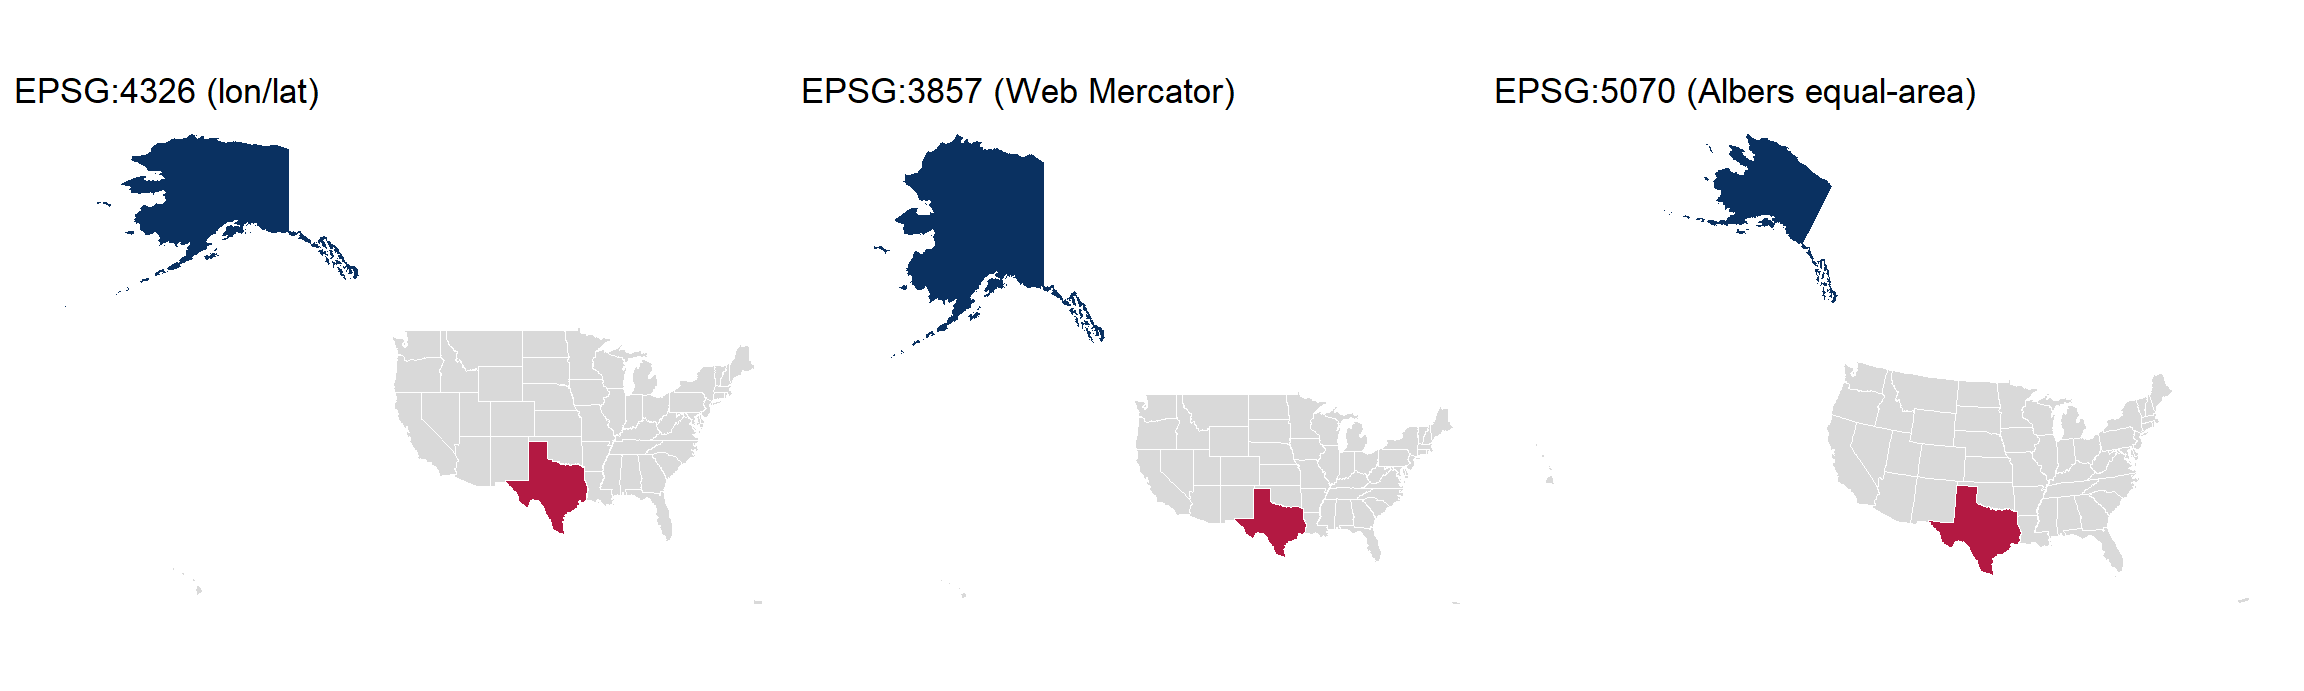 EPSG:4326 (lon/lat)
EPSG:3857 (Web Mercator)
EPSG:5070 (Albers equal-area)